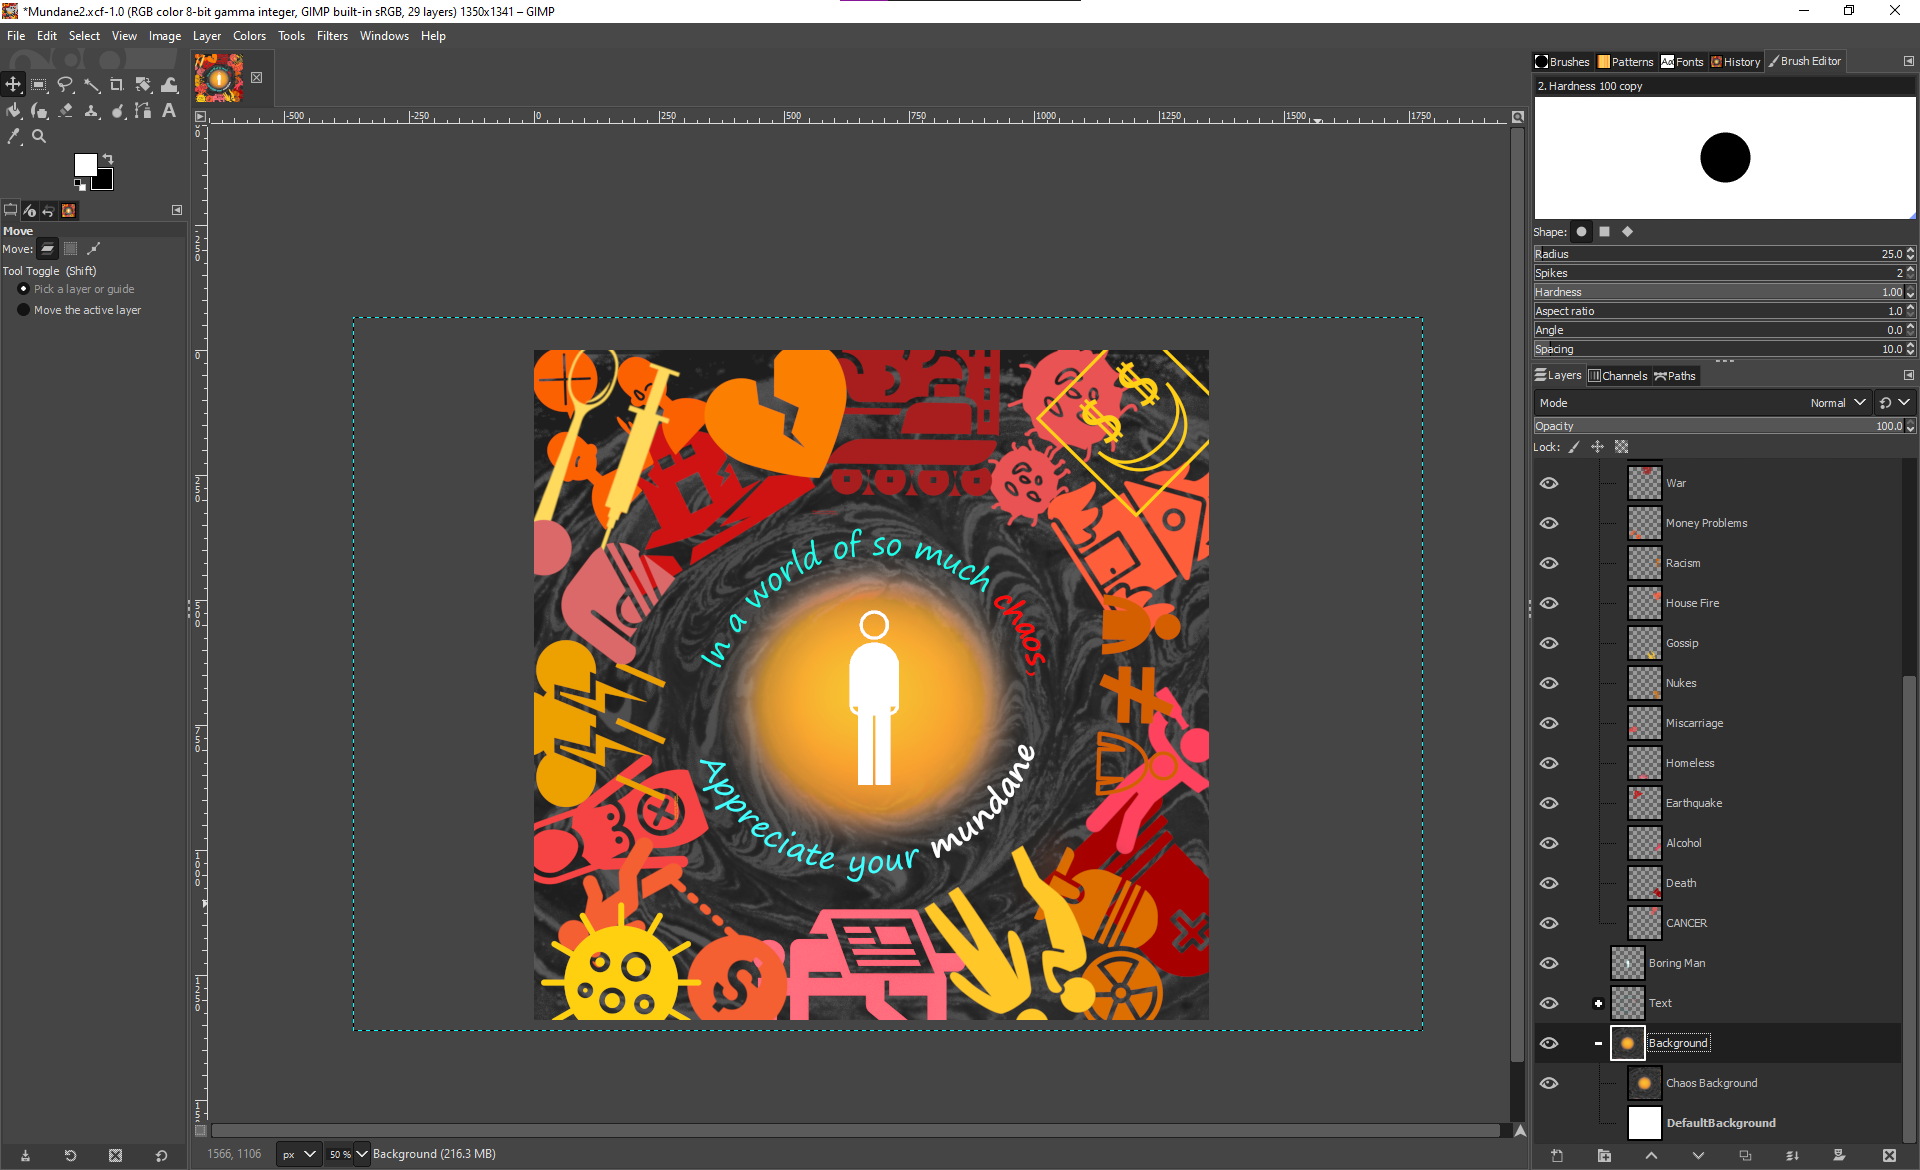 *Mundane2.xcf-1.0 (RGB color 8-bit gamma integer, GIMP built-in sRGB, 29 layers) 1350x1341 – GIMP
File Edit Select View Image Layer Colors Tools Filters Windows Help
Brushes Patterns Fonts History Brush Editor
2. Hardness 100 copy
-500 -250 0 250 500 750 1000 1250 1500 1750
Move
Move:
Tool Toggle (Shift)
Pick a layer or guide
Move the active layer
Shape:
Radius 25.0
Spikes 2
Hardness 1.00
Aspect ratio 1.0
Angle 0.0
Spacing 10.0
Layers Channels Paths
Mode Normal
Opacity 100.0
Lock:
In a world of so much chaos,
Appreciate your mundane
War
Money Problems
Racism
House Fire
Gossip
Nukes
Miscarriage
Homeless
Earthquake
Alcohol
Death
CANCER
Boring Man
Text
Background
Chaos Background
DefaultBackground
1566, 1106 px 50 % Background (216.3 MB)